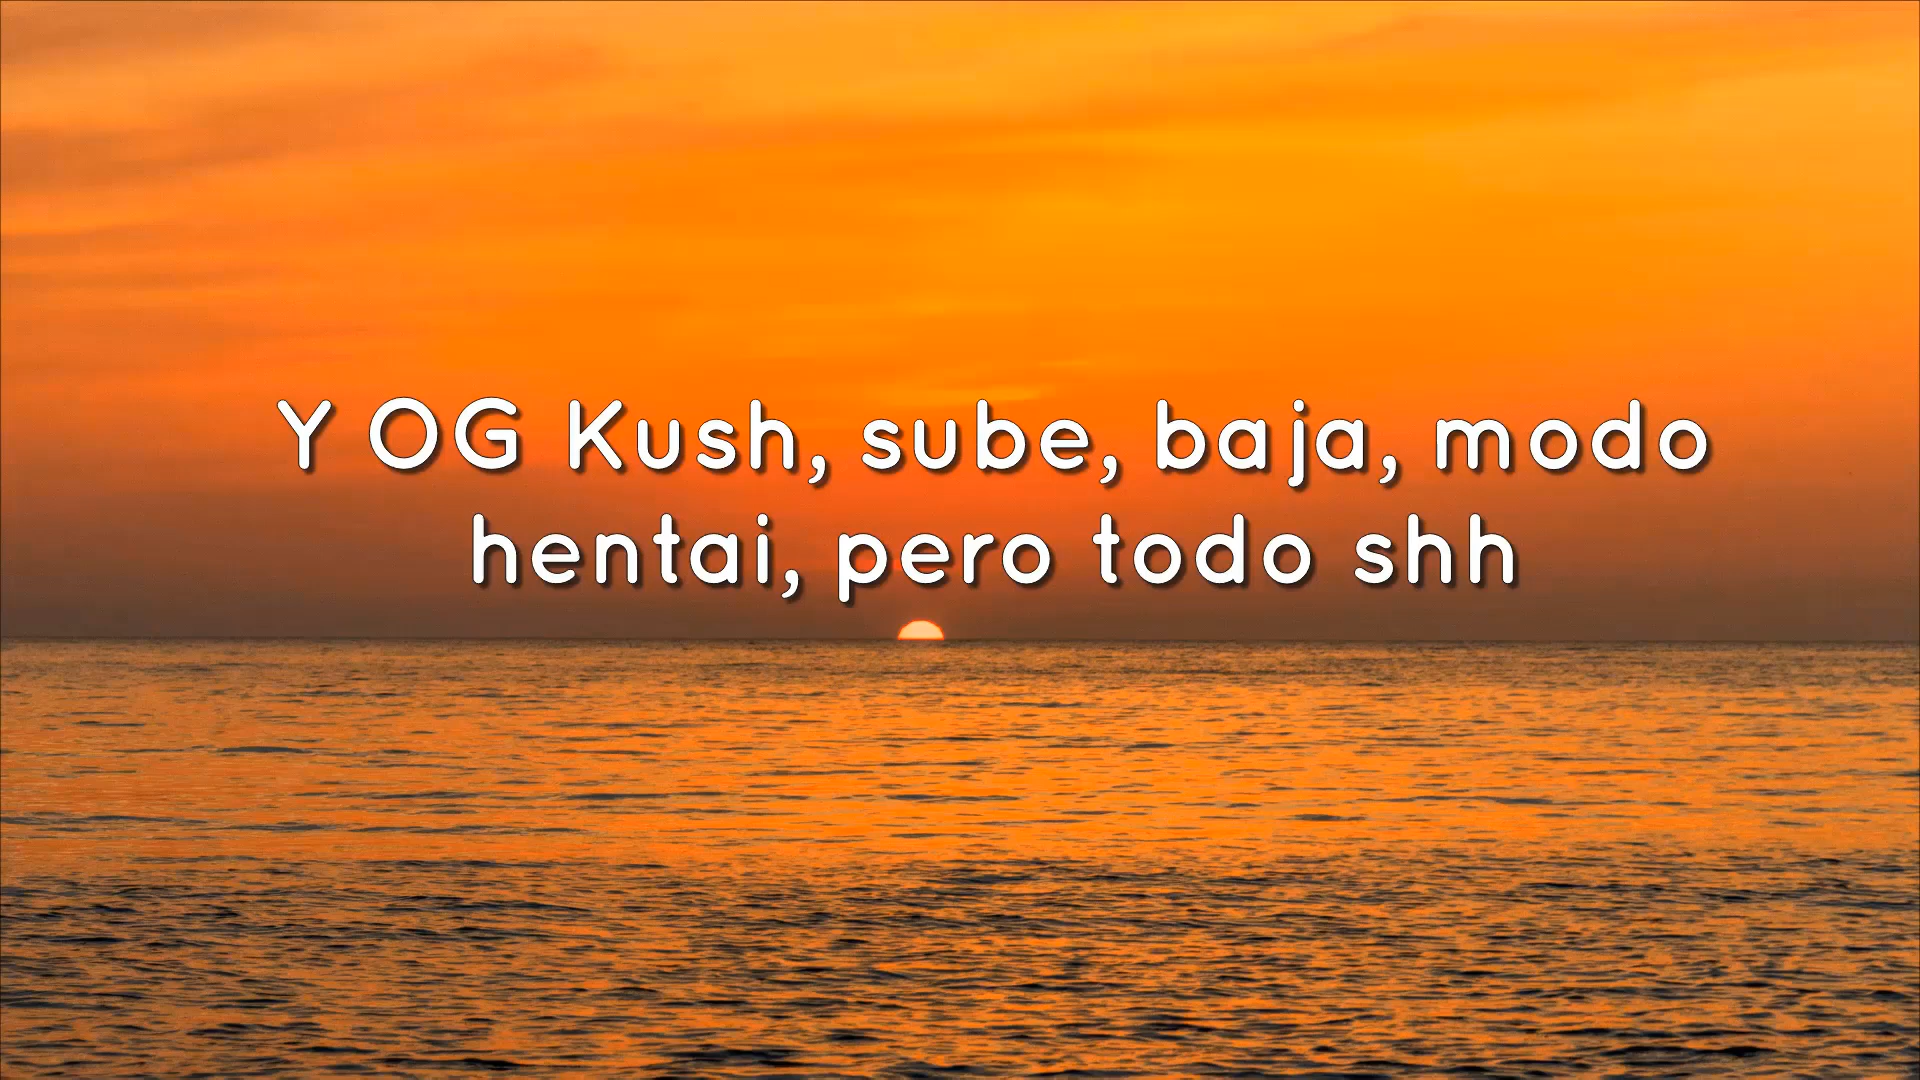 Y OG Kush, sube, baja, modo
hentai, pero todo shh